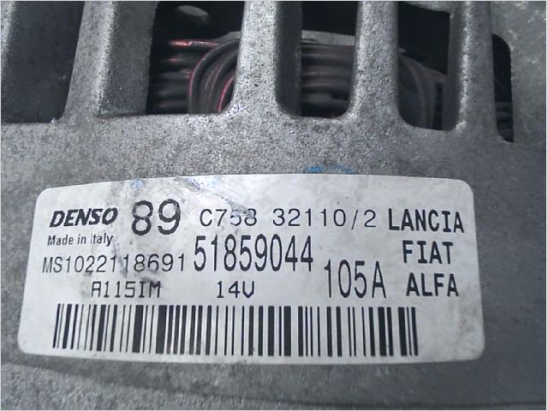 DENSO 89 C758 32110/2 LANCIA
Made in Italy
MS1022118691 51859044 FIAT
A115IM 14V 105A ALFA